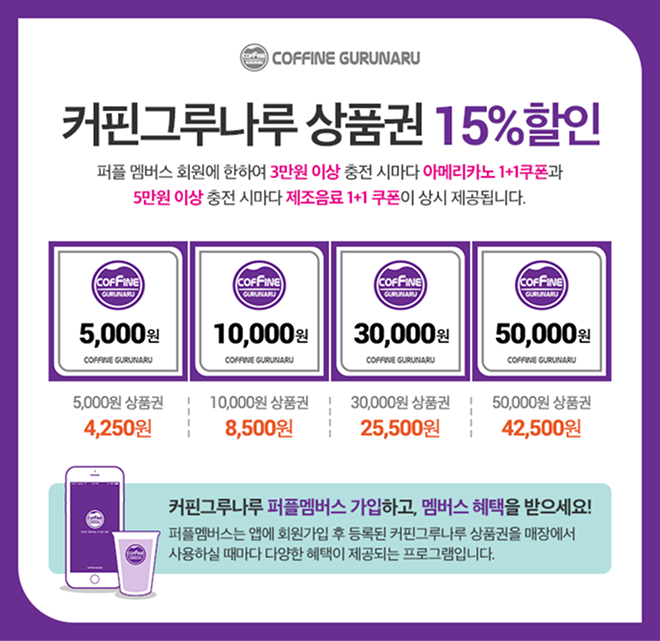 COFFINE GURUNARU
커핀그루나루 상품권 15%할인
퍼플 멤버스 회원에 한하여 3만원 이상 충전 시마다 아메리카노 1+1쿠폰과
5만원 이상 충전 시마다 제조음료 1+1 쿠폰이 상시 제공됩니다.
COFFINE GURUNARU
5,000원
COFFINE GURUNARU
COFFINE GURUNARU
10,000원
COFFINE GURUNARU
COFFINE GURUNARU
30,000원
COFFINE GURUNARU
COFFINE GURUNARU
50,000원
COFFINE GURUNARU
5,000원 상품권
4,250원
10,000원 상품권
8,500원
30,000원 상품권
25,500원
50,000원 상품권
42,500원
커핀그루나루 퍼플멤버스 가입하고, 멤버스 혜택을 받으세요!
퍼플멤버스는 앱에 회원가입 후 등록된 커핀그루나루 상품권을 매장에서
사용하실 때마다 다양한 혜택이 제공되는 프로그램입니다.